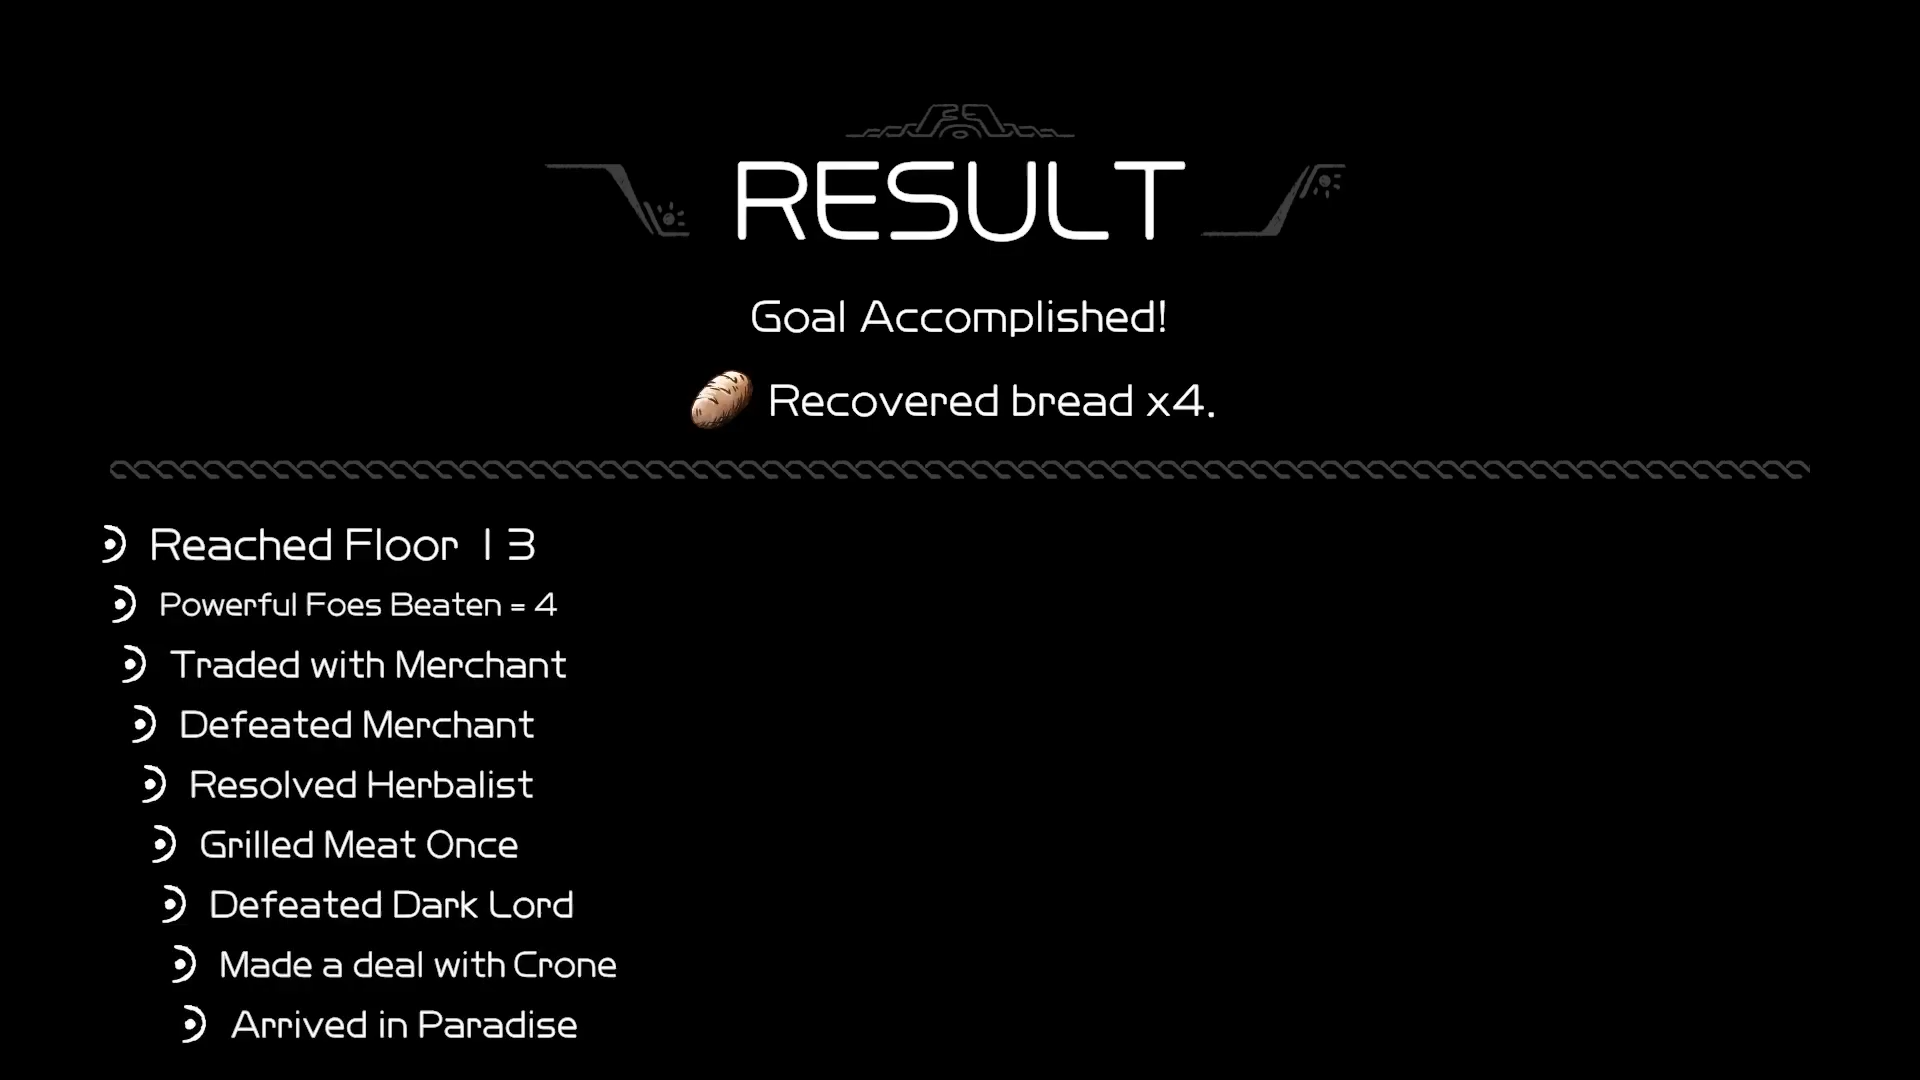 RESULT
Goal Accomplished!
Recovered bread x4.
Reached Floor 13
Powerful Foes Beaten = 4
Traded with Merchant
Defeated Merchant
Resolved Herbalist
Grilled Meat Once
Defeated Dark Lord
Made a deal with Crone
Arrived in Paradise